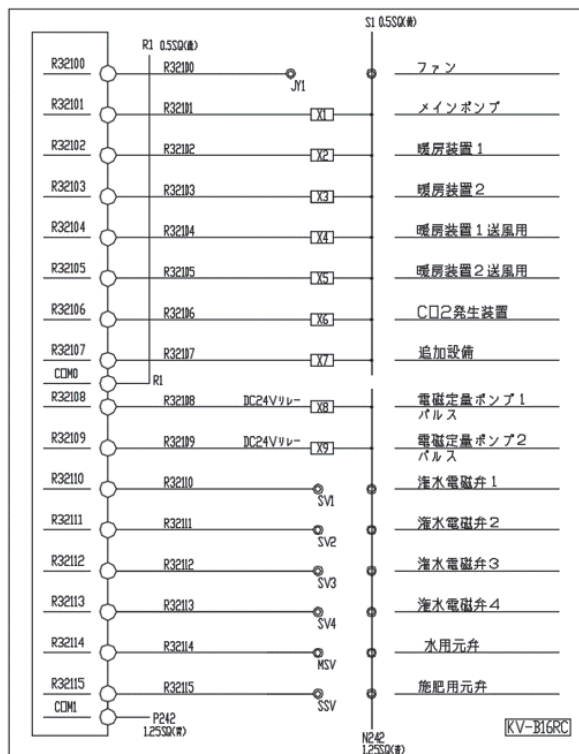 S1 0.5SQ(青)
R1 0.5SQ(青)
R32100 R32100 JY1 ファン
R32101 R32101 X1 メインポンプ
R32102 R32102 X2 暖房装置1
R32103 R32103 X3 暖房装置2
R32104 R32104 X4 暖房装置1送風用
R32105 R32105 X5 暖房装置2送風用
R32106 R32106 X6 CO2発生装置
R32107 R32107 X7 追加設備
COM0 R1
R32108 R32108 DC24Vリレー X8 電磁定量ポンプ1
パルス
R32109 R32109 DC24Vリレー X9 電磁定量ポンプ2
パルス
R32110 R32110 SV1 潅水電磁弁1
R32111 R32111 SV2 潅水電磁弁2
R32112 R32112 SV3 潅水電磁弁3
R32113 R32113 SV4 潅水電磁弁4
R32114 R32114 MSV 水用元弁
R32115 R32115 SSV 施肥用元弁
COM1 P242
1.25SQ(青)
N242
1.25SQ(青)
KV-B16RC